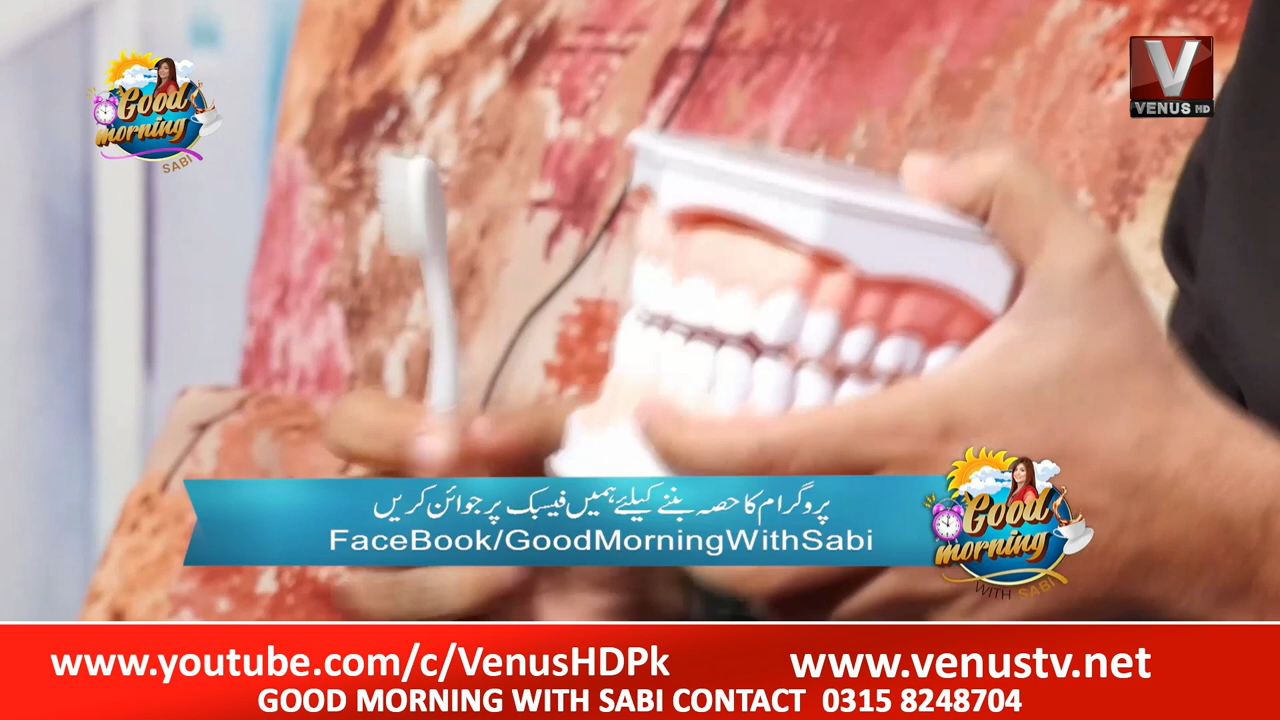 Good
morning
SABI
V
VENUS HD
پروگرام کا حصہ بننے کیلئے ہمیں فیسبک پر جوائن کریں
FaceBook/GoodMorningWithSabi
Good
morning
WITH SABI
www.youtube.com/c/VenusHDPk
www.venustv.net
GOOD MORNING WITH SABI CONTACT 0315 8248704